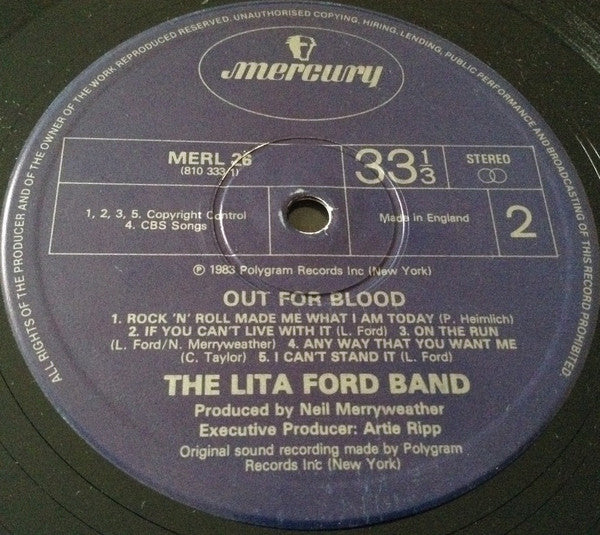 ALL RIGHTS OF THE PRODUCER AND OF THE OWNER OF THE WORK REPRODUCED RESERVED. UNAUTHORISED COPYING, HIRING, LENDING, PUBLIC PERFORMANCE AND BROADCASTING OF THIS RECORD PROHIBITED
mercury
MERL 26
(810 333 1)
33 1/3
STEREO
1, 2, 3, 5. Copyright Control
4. CBS Songs
Made in England
2
℗ 1983 Polygram Records Inc (New York)
OUT FOR BLOOD
1. ROCK 'N' ROLL MADE ME WHAT I AM TODAY (P. Heimlich)
2. IF YOU CAN'T LIVE WITH IT (L. Ford) 3. ON THE RUN
(L. Ford/N. Merryweather) 4. ANY WAY THAT YOU WANT ME
(C. Taylor) 5. I CAN'T STAND IT (L. Ford)
THE LITA FORD BAND
Produced by Neil Merryweather
Executive Producer: Artie Ripp
Original sound recording made by Polygram
Records Inc (New York)